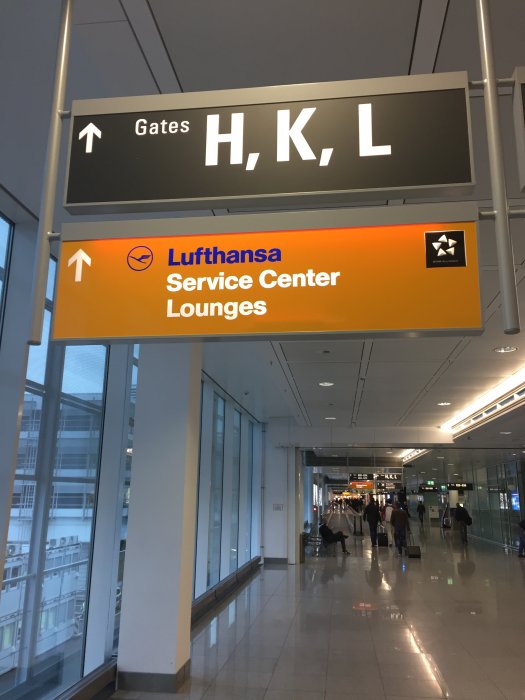 Gates H, K, L
Lufthansa
Service Center
Lounges